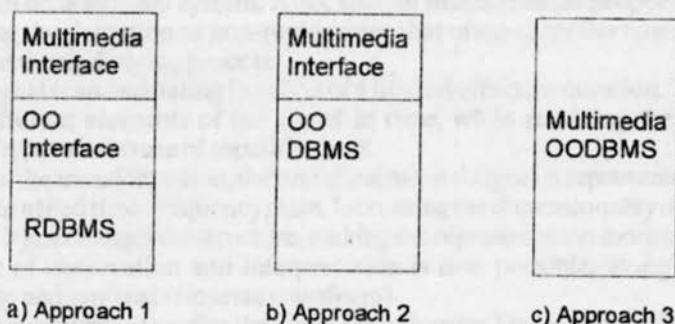 Multimedia
Interface
OO
Interface
RDBMS
a) Approach 1
Multimedia
Interface
OO
DBMS
b) Approach 2
Multimedia
OODBMS
c) Approach 3